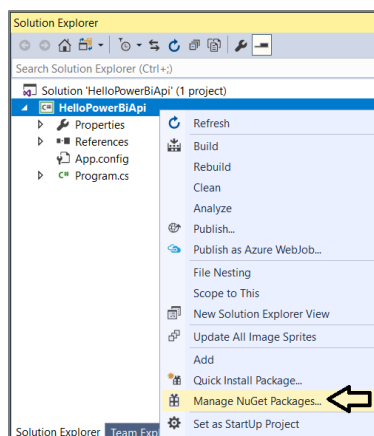 Solution Explorer
Search Solution Explorer (Ctrl+;)
Solution 'HelloPowerBiApi' (1 project)
C# HelloPowerBiApi
Properties
References
App.config
C# Program.cs
Refresh
Build
Rebuild
Clean
Analyze
Publish...
Publish as Azure WebJob...
File Nesting
Scope to This
New Solution Explorer View
Update All Image Sprites
Add
Quick Install Package...
Manage NuGet Packages...
Set as StartUp Project
Solution Explorer Team Expl